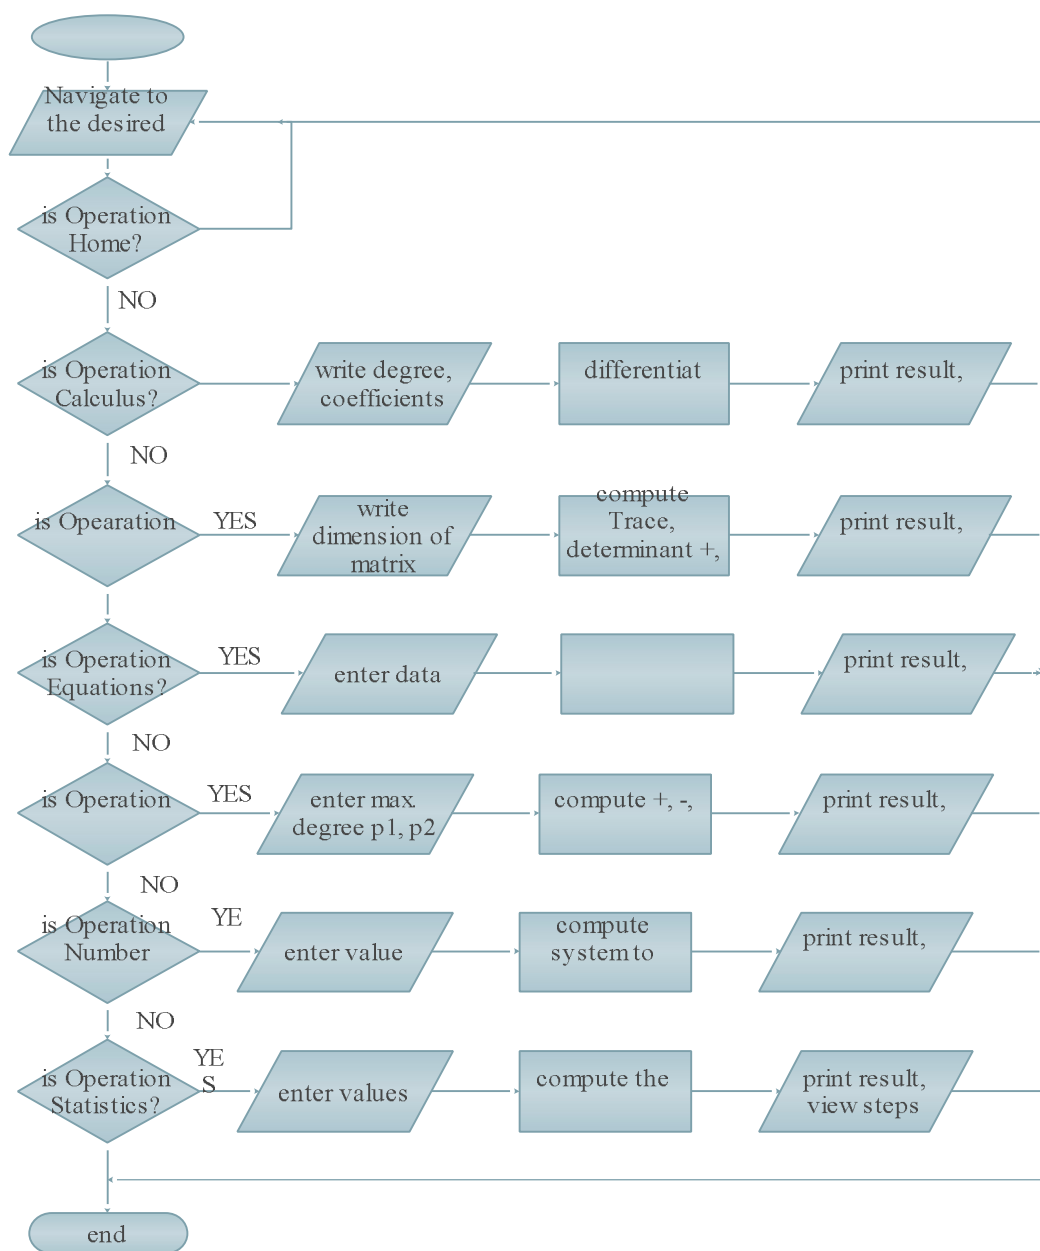 Navigate to
the desired
is Operation
Home?
NO
is Operation
Calculus?
write degree,
coefficients
differentiat
print result,
NO
is Opearation
YES
write
dimension of
matrix
compute
Trace,
determinant +,
print result,
is Operation
Equations?
YES
enter data
print result,
NO
is Operation
YES
enter max.
degree p1, p2
compute +, -,
print result,
NO
is Operation
Number
YE
enter value
compute
system to
print result,
NO
is Operation
Statistics?
YE
S
enter values
compute the
print result,
view steps
end